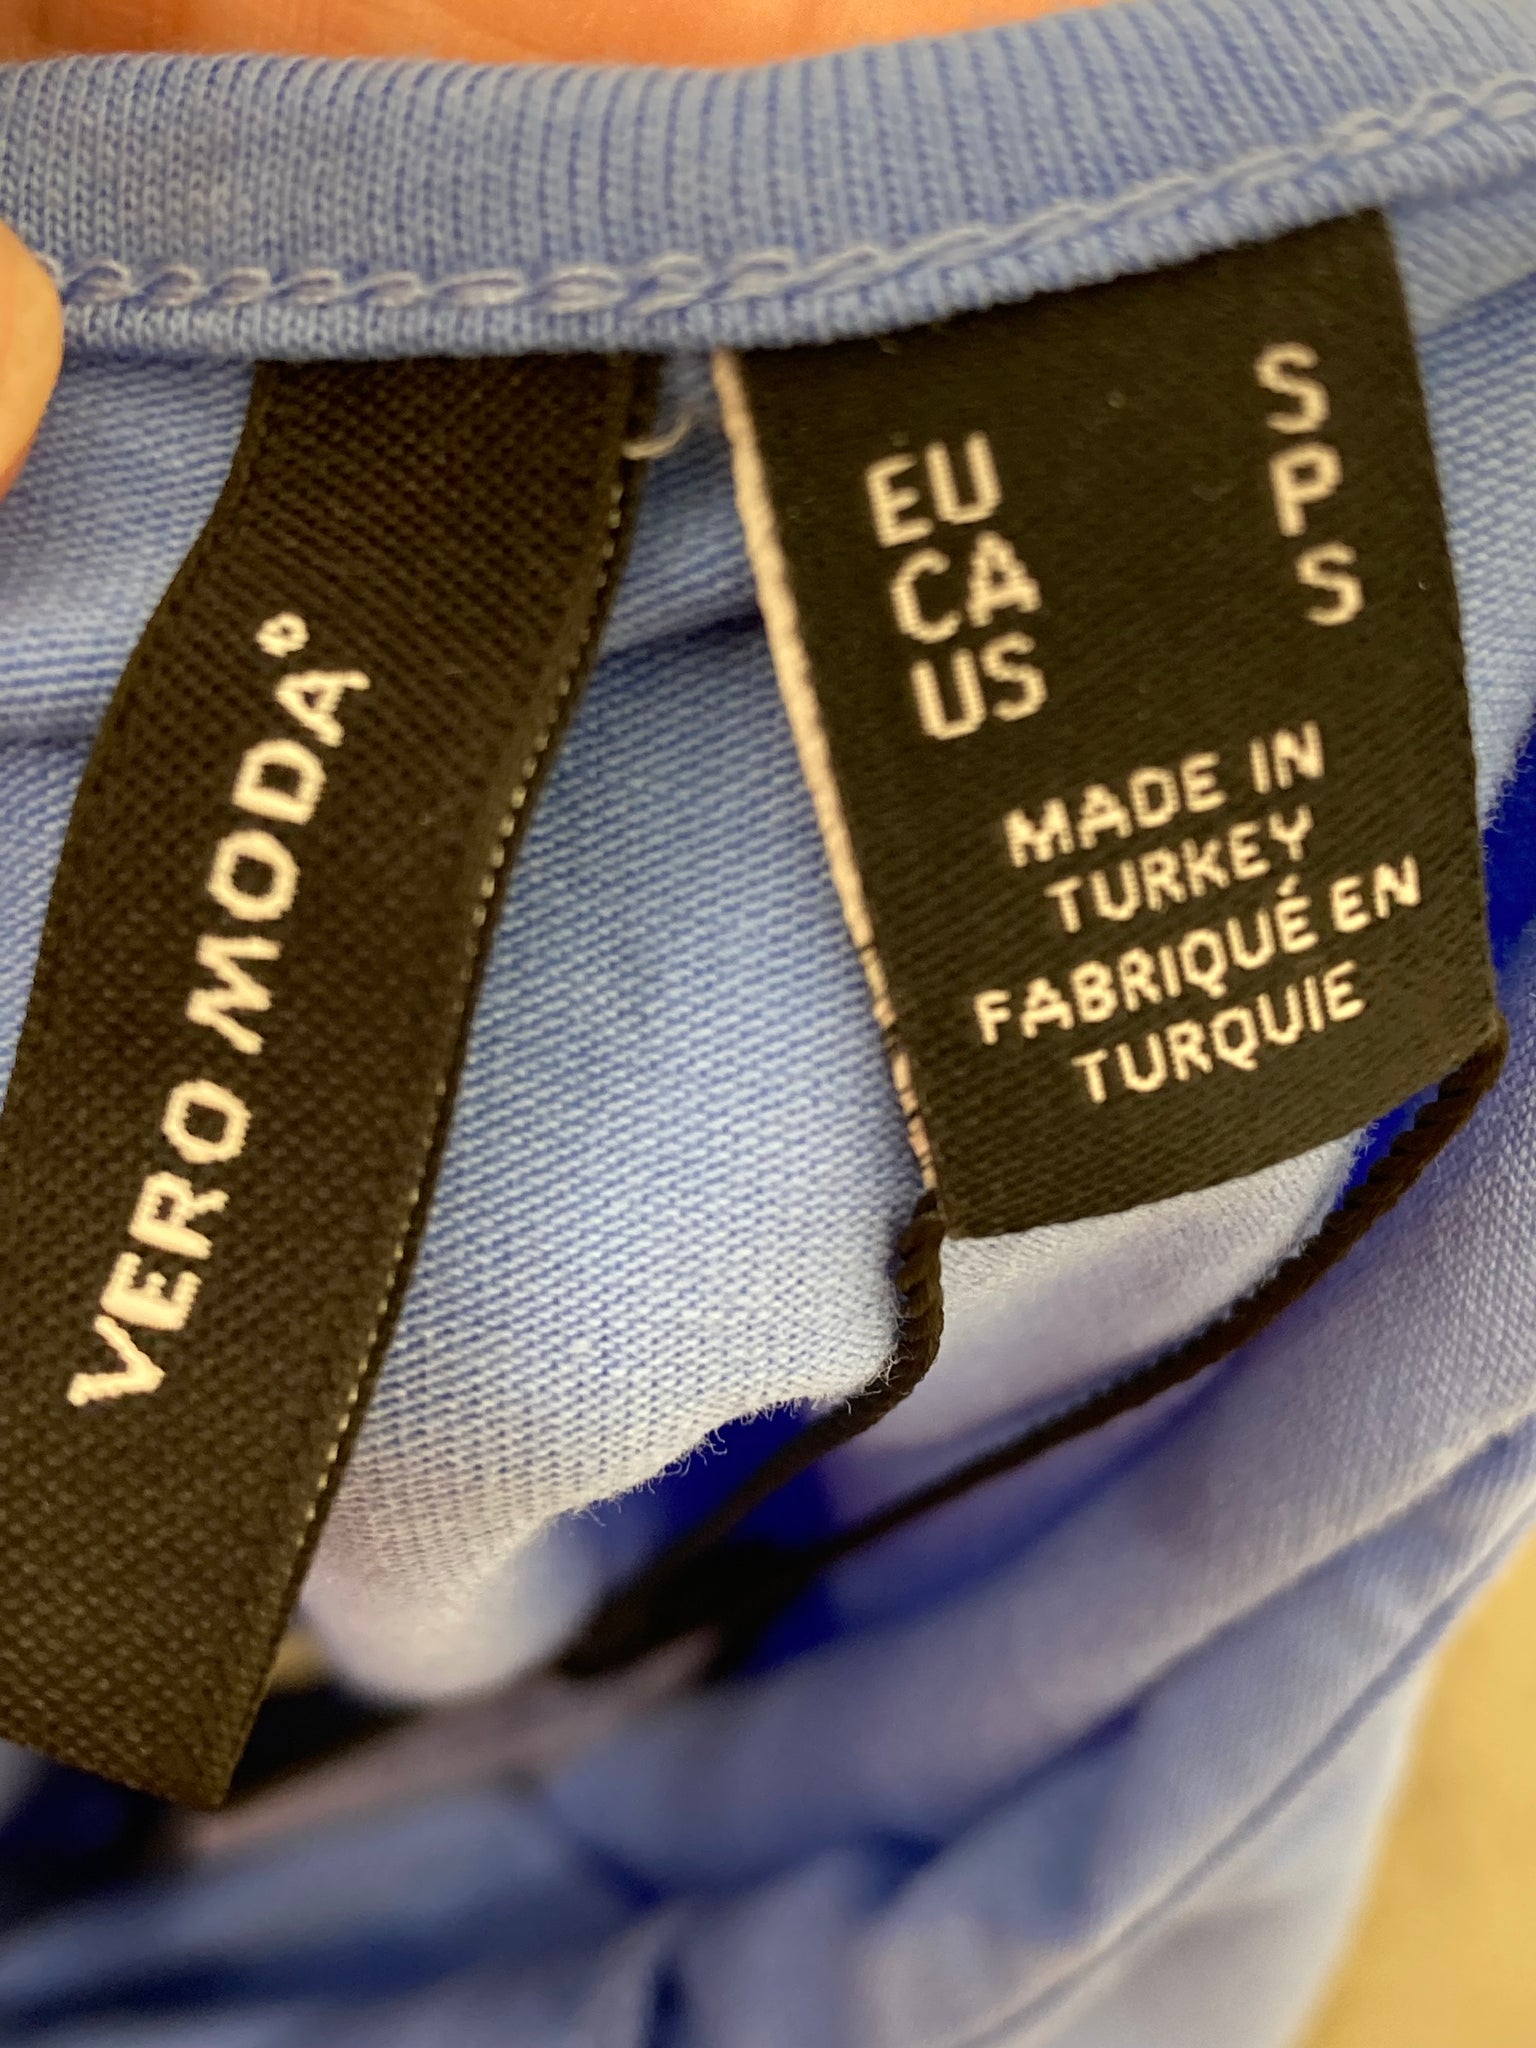 VERO MODA®
EU S
CA P
US S
MADE IN
TURKEY
FABRIQUÉ EN
TURQUIE